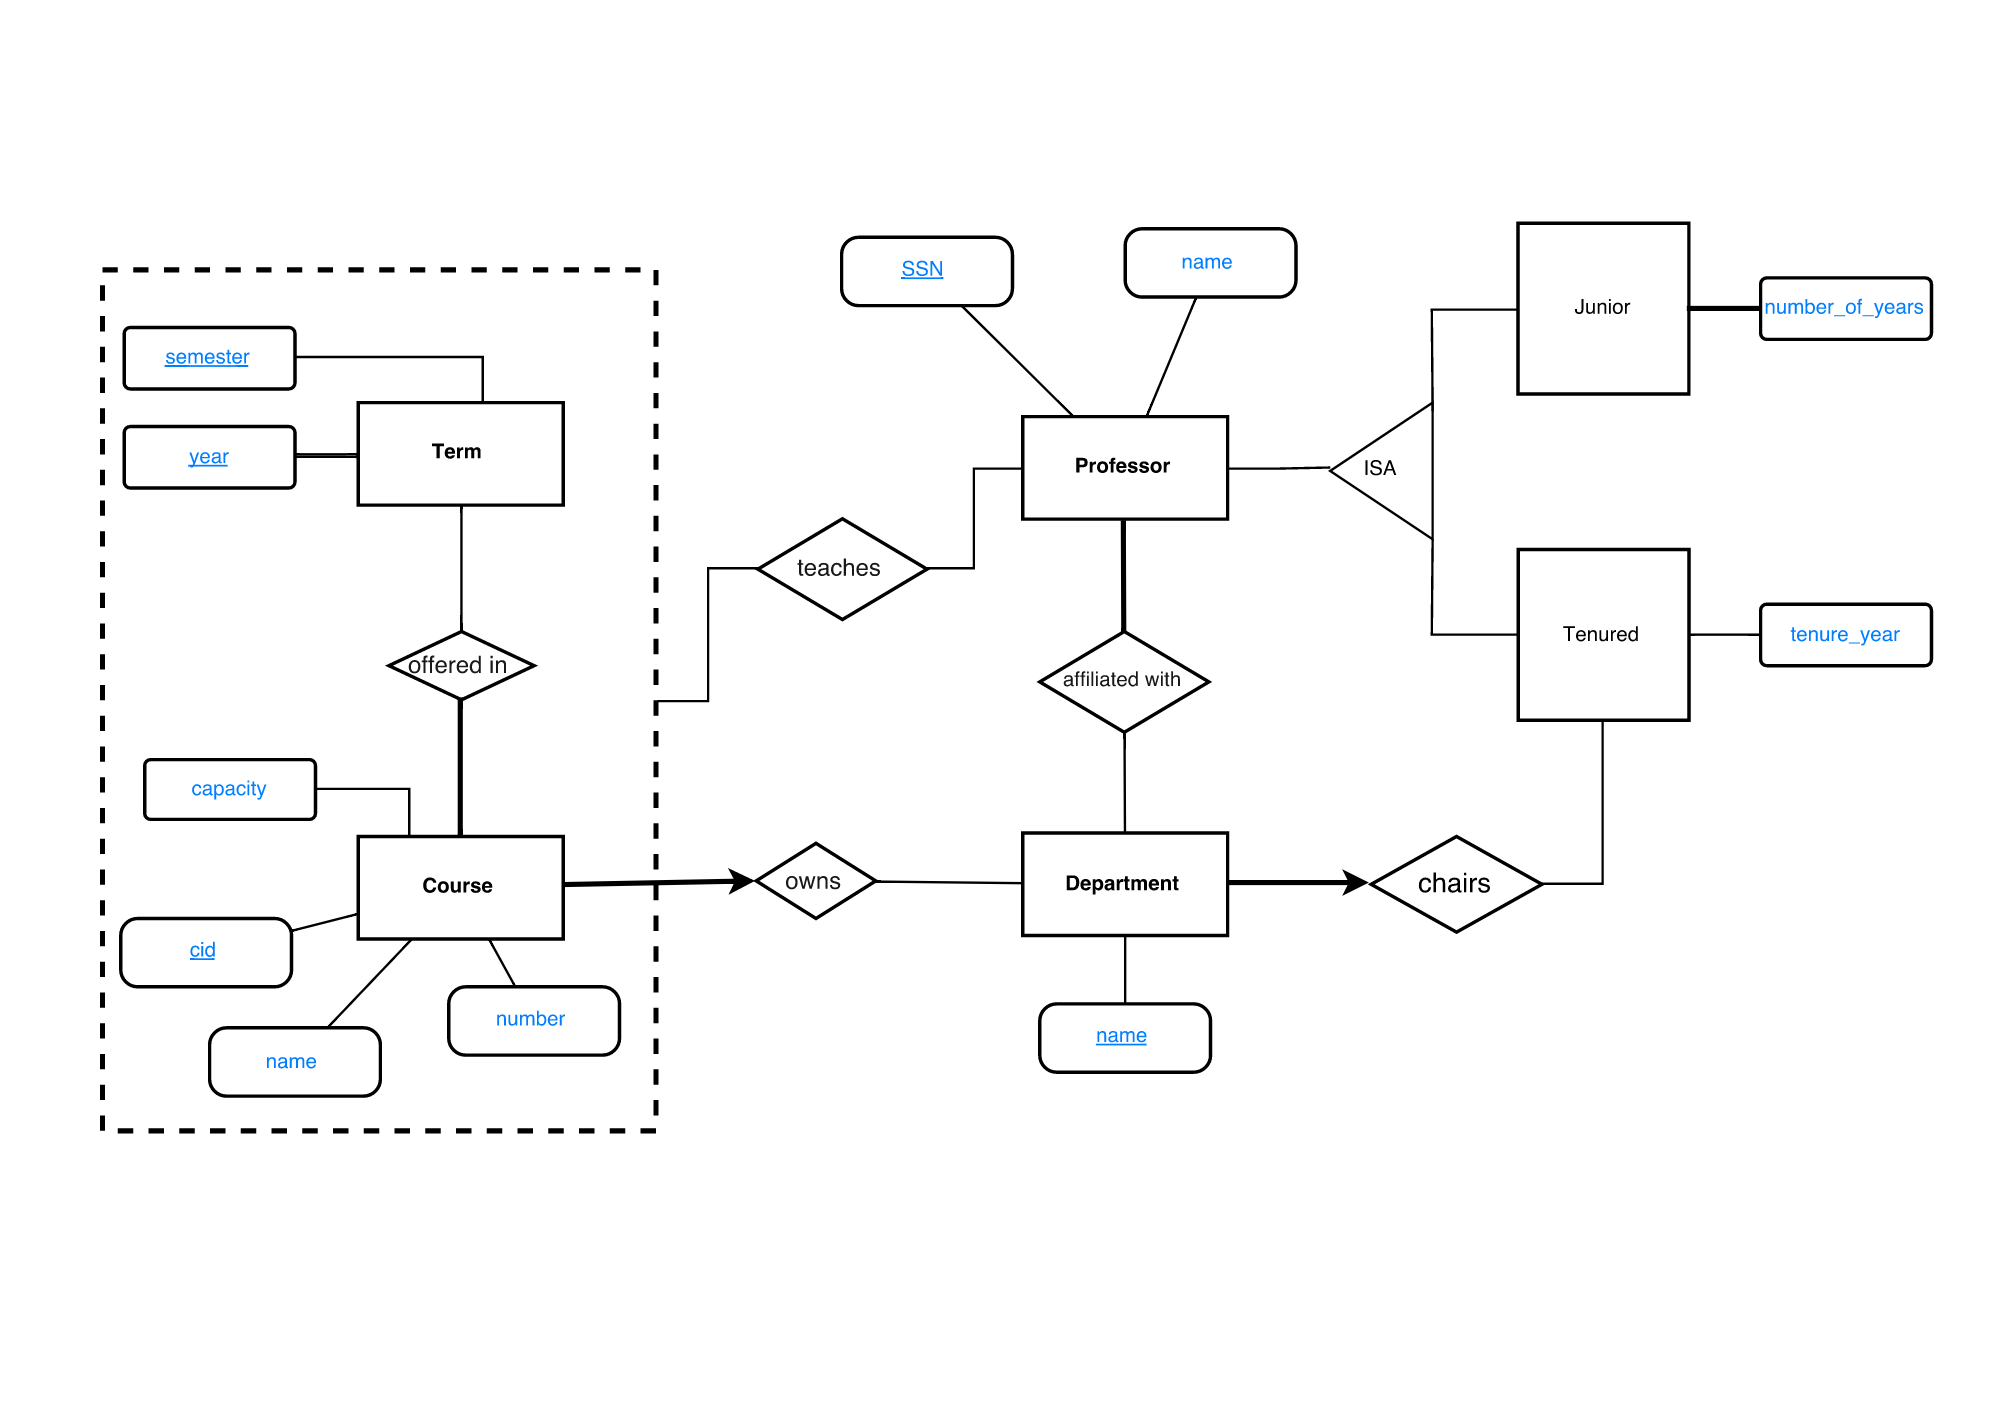 SSN
name
semester
year
Term
Professor
ISA
Junior
number_of_years
teaches
offered in
affiliated with
Tenured
tenure_year
capacity
Course
owns
Department
chairs
cid
name
number
name